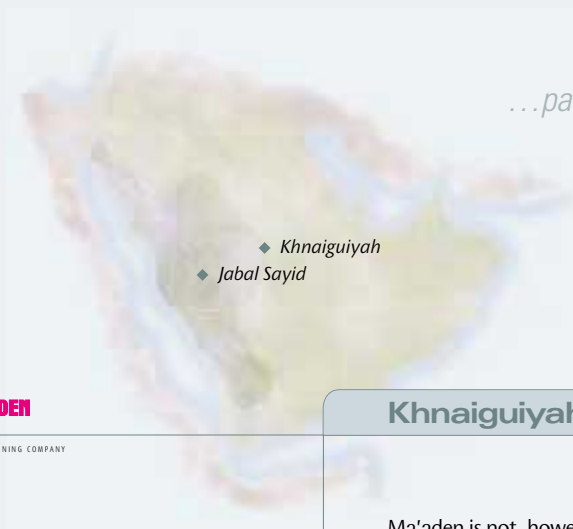 ...pa
Khnaiguiyah
Jabal Sayid
DEN
NING COMPANY
Khnaiguiyah
Ma'aden is not, howe